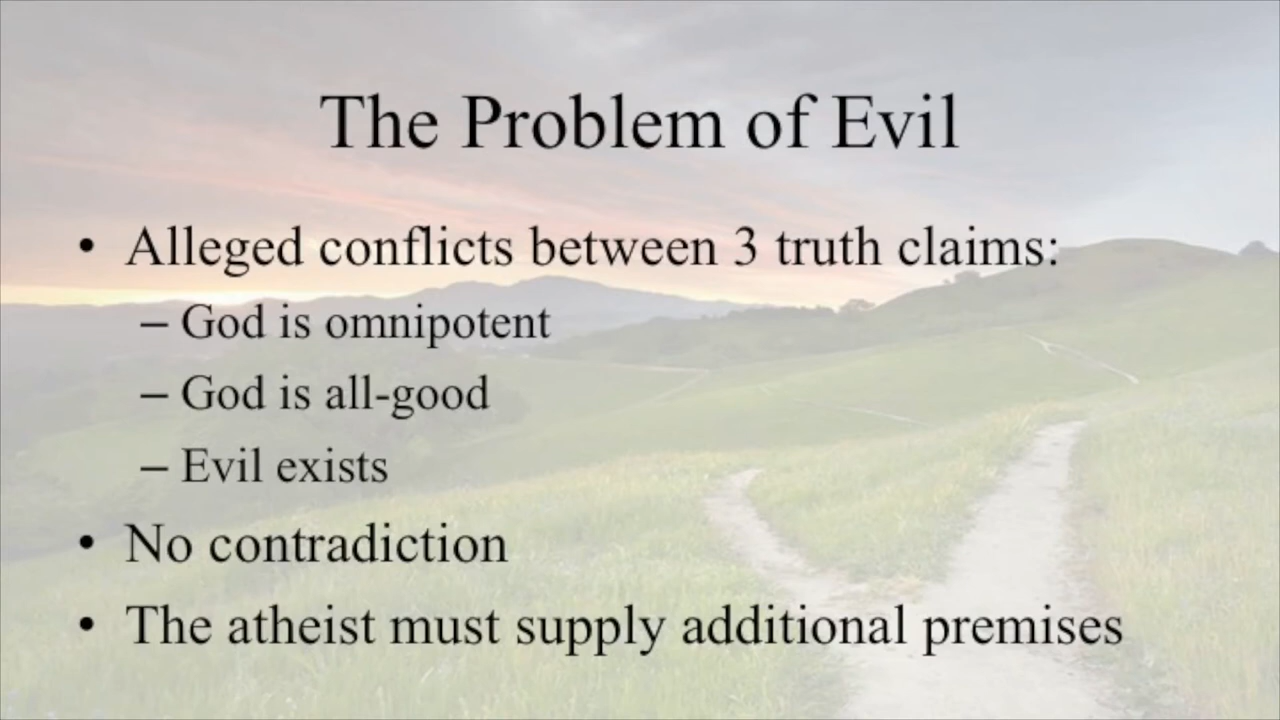 The Problem of Evil
• Alleged conflicts between 3 truth claims:
– God is omnipotent
– God is all-good
– Evil exists
• No contradiction
• The atheist must supply additional premises